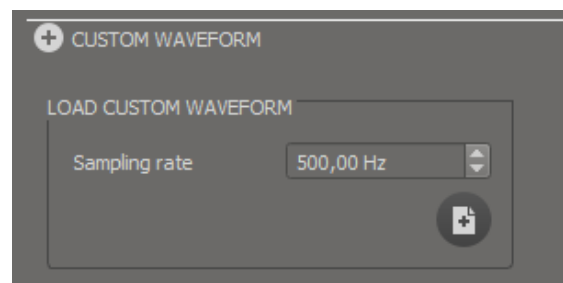 CUSTOM WAVEFORM
LOAD CUSTOM WAVEFORM
Sampling rate 500,00 Hz